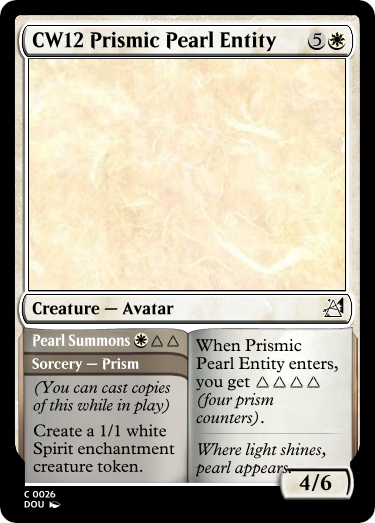 CW12 Prismic Pearl Entity 5
Creature — Avatar
Pearl Summons △ △
Sorcery — Prism
(You can cast copies
of this while in play)
Create a 1/1 white
Spirit enchantment
creature token.
When Prismic
Pearl Entity enters,
you get △△△△
(four prism
counters).
Where light shines,
pearl appears.
4/6
C 0026
DOU